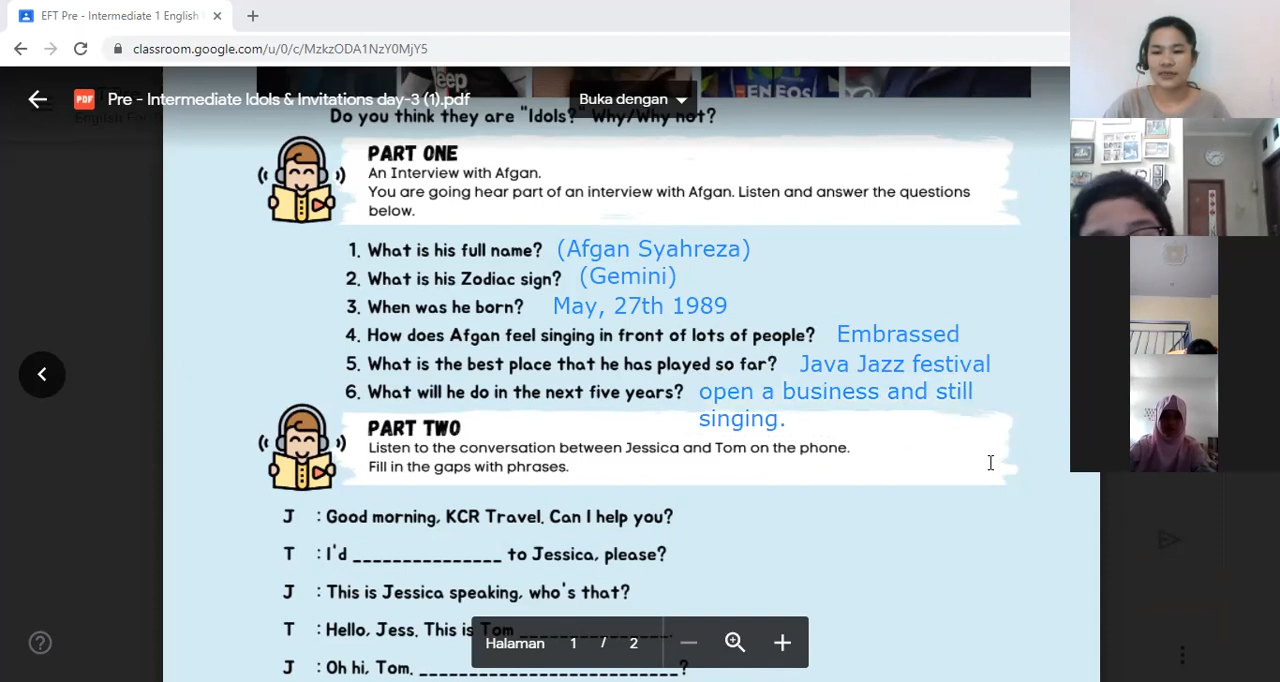 EFT Pre - Intermediate 1 English
classroom.google.com/u/0/c/MzkzODA1NzY0MjY5
Jeep
ENEOS
PDF Pre - Intermediate Idols & Invitations day-3 (1).pdf
Buka dengan
Do you think they are "Idols?" Why/Why not?
PART ONE
An Interview with Afgan.
You are going hear part of an interview with Afgan. Listen and answer the questions
below.
1. What is his full name? (Afgan Syahreza)
2. What is his Zodiac sign? (Gemini)
3. When was he born? May, 27th 1989
4. How does Afgan feel singing in front of lots of people? Embrassed
5. What is the best place that he has played so far? Java Jazz festival
6. What will he do in the next five years? open a business and still
singing.
PART TWO
Listen to the conversation between Jessica and Tom on the phone.
Fill in the gaps with phrases.
J : Good morning, KCR Travel. Can I help you?
T : I'd _______________ to Jessica, please?
J : This is Jessica speaking, who's that?
T : Hello, Jess. This is Tom _______________.
J : Oh hi, Tom. __________________________?
Halaman 1 / 2